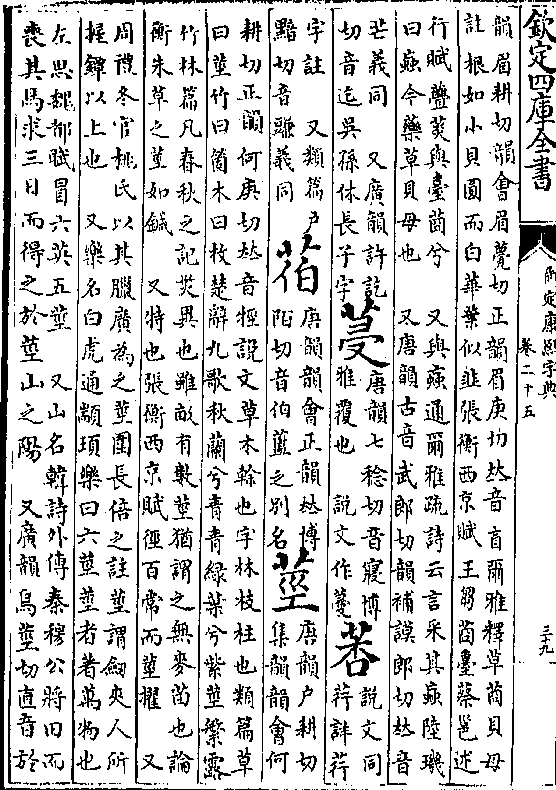 欽定四庫全書 御定康熙字典 卷二十五 三十九
韻眉耕切韻會眉甍切正韻眉庚切𠀤音盲爾雅釋草莔貝母
註根如小貝圓而白華葉似韭張衡西京賦王芻莔臺蔡邕述
行賦虋菼與臺莔兮 又與蝱通爾雅疏詩云言采其蝱陸璣
曰蝱今藥草貝母也 又唐韻古音武郎切韻補謨郎切𠀤音
芒義同 又廣韻許訖 唐韻七稔切音寢博 莕 說文同
切音迄吳孫休長子字 雅覆也 說文作 荇詳荇
字註 又類篇戶 唐韻韻會正韻𠀤博 莖 唐韻戶耕切
黯切音豏義同 陌切音伯藍之別名 集韻韻會何
耕切正韻何庚切𠀤音牼說文草木榦也字林枝柱也類篇草
曰莖竹曰箇木曰枚楚辭九歌秋蘭兮青青綠葉兮紫莖繁露
竹林篇凡春秋之記災異也雖畝有數莖猶謂之無麥苗也論
衡朱草之莖如鍼 又特也張衡西京賦徑百常而莖擢 又
周禮冬官桃氏以其臘廣為之莖圍長倍之註莖謂劒夾人所
握鐔以上也 又樂名白虎通顓頊樂曰六莖莖者著萬物也
左思魏都賦冒六英五莖 又山名韓詩外傳秦穆公將田而
喪其馬求三日而得之於莖山之陽 又廣韻烏莖切直音於